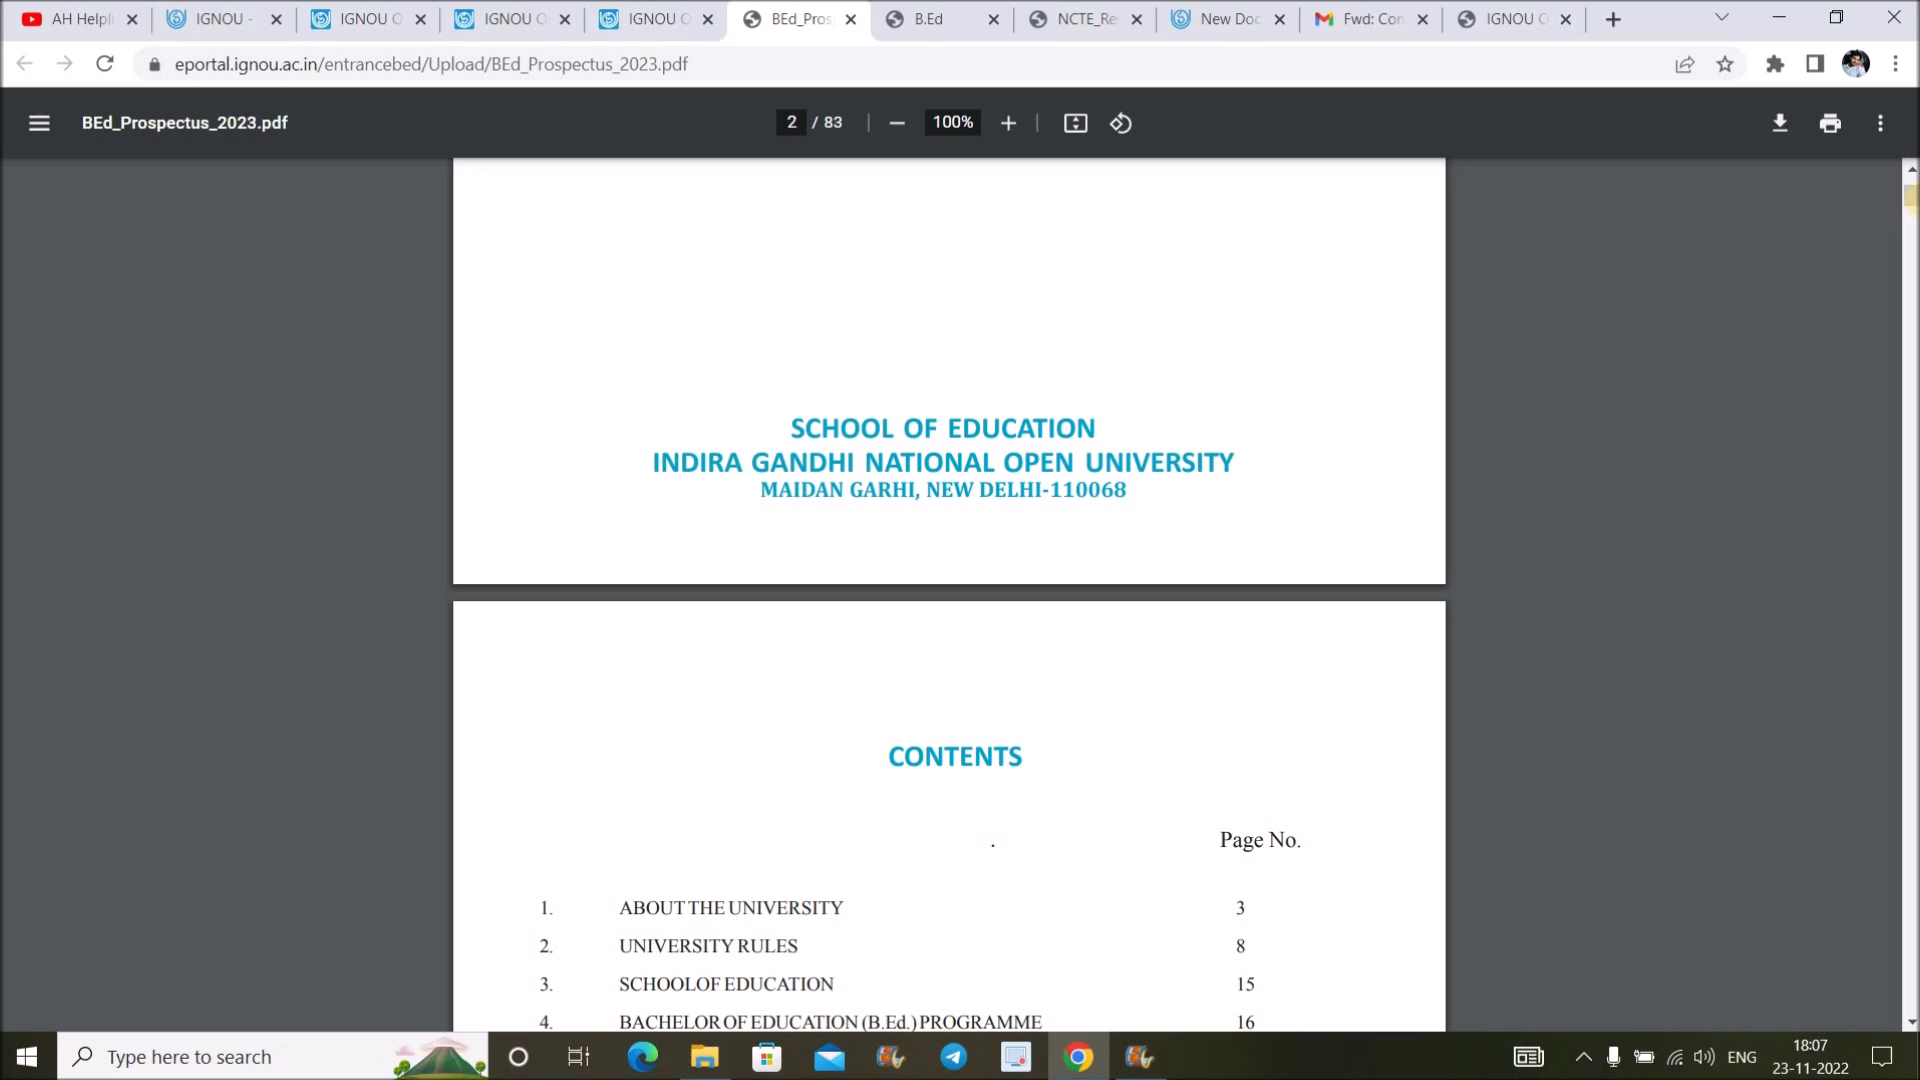 AH Helpli
IGNOU -
IGNOU O
IGNOU O
IGNOU O
BEd_Pros
B.Ed
NCTE_Re
New Doc
Fwd: Con
IGNOU O
eportal.ignou.ac.in/entrancebed/Upload/BEd_Prospectus_2023.pdf
BEd_Prospectus_2023.pdf
2 / 83
100%
SCHOOL OF EDUCATION
INDIRA GANDHI NATIONAL OPEN UNIVERSITY
MAIDAN GARHI, NEW DELHI-110068
CONTENTS
. Page No.
1. ABOUT THE UNIVERSITY 3
2. UNIVERSITY RULES 8
3. SCHOOLOF EDUCATION 15
4. BACHELOR OF EDUCATION (B.Ed.) PROGRAMME 16
Type here to search
ENG
18:07
23-11-2022